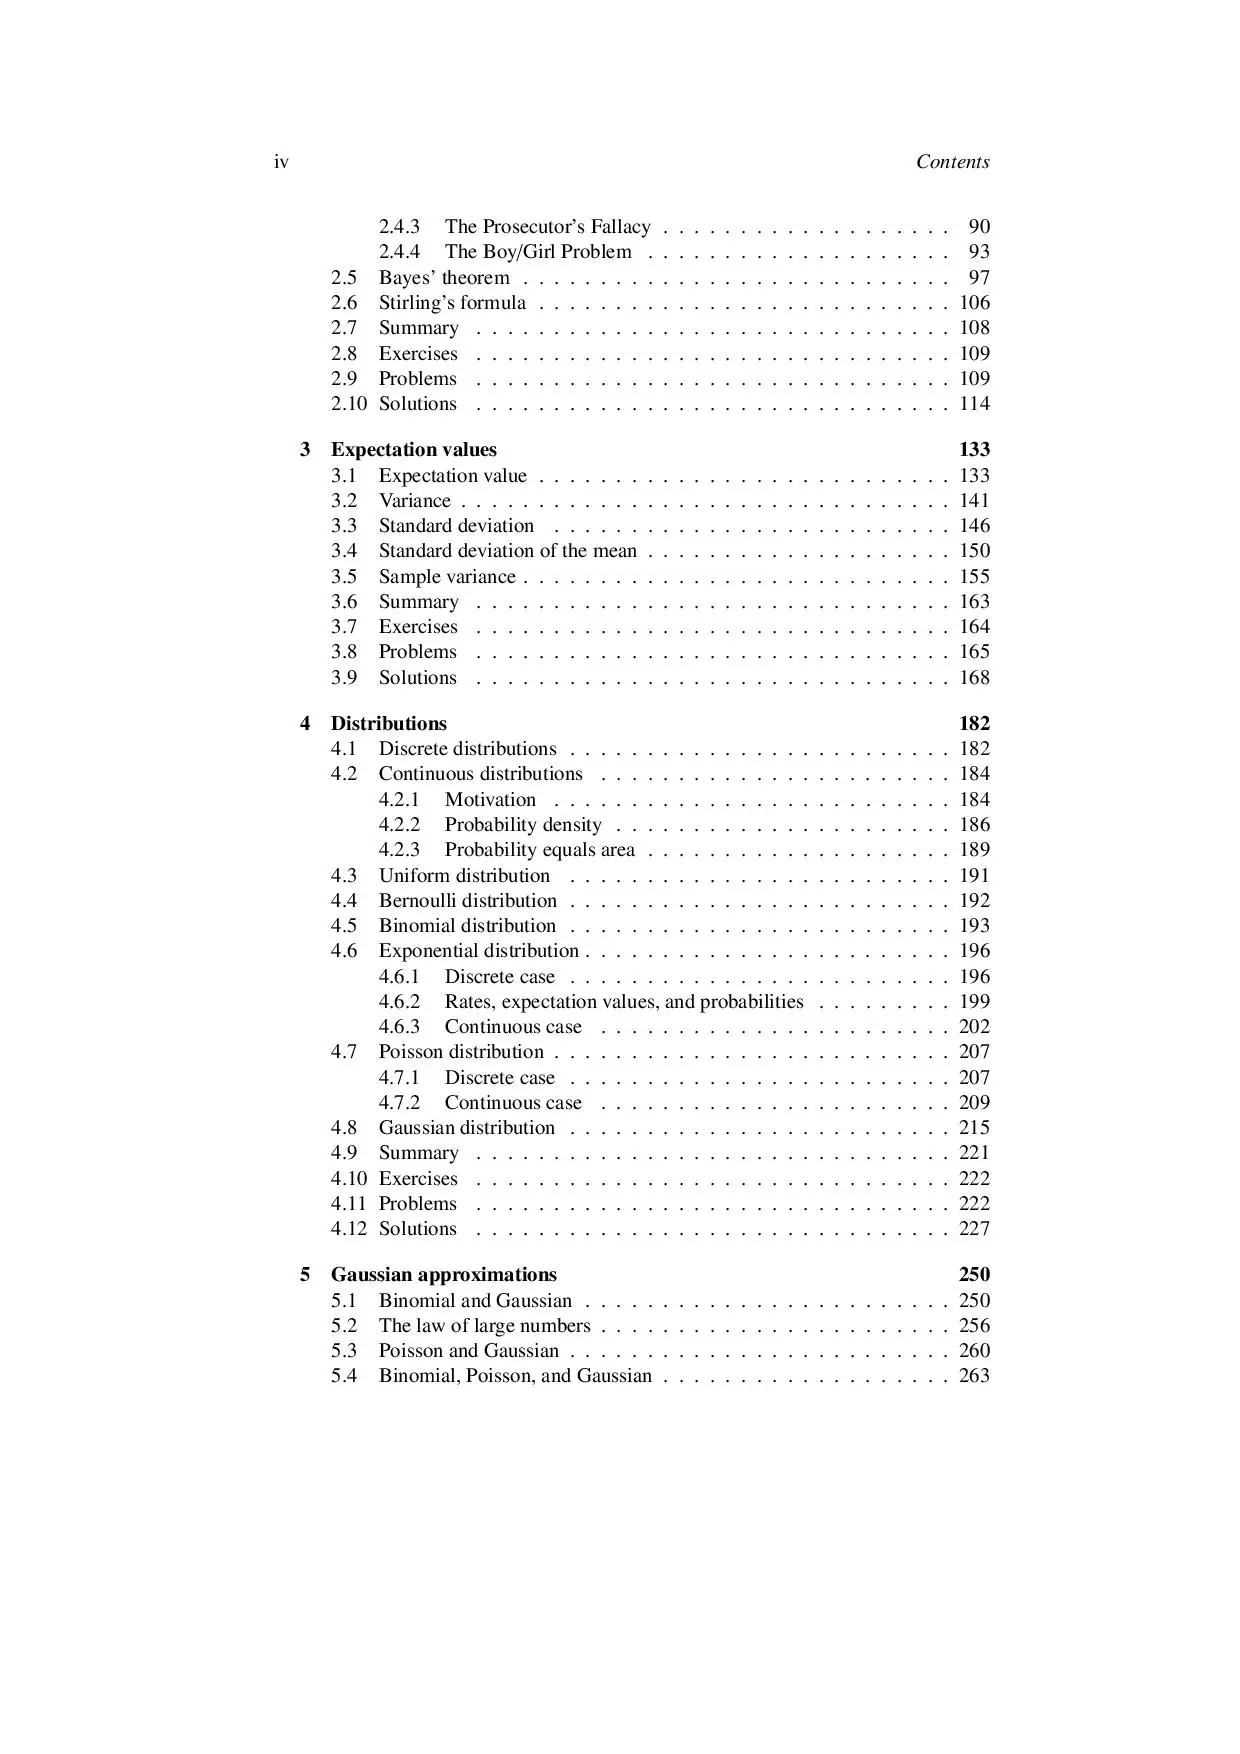 iv Contents
2.4.3 The Prosecutor's Fallacy . . . . . . . . . . . . . . . . . . . 90
2.4.4 The Boy/Girl Problem . . . . . . . . . . . . . . . . . . . . 93
2.5 Bayes' theorem . . . . . . . . . . . . . . . . . . . . . . . . . . . . 97
2.6 Stirling's formula . . . . . . . . . . . . . . . . . . . . . . . . . . . 106
2.7 Summary . . . . . . . . . . . . . . . . . . . . . . . . . . . . . . . 108
2.8 Exercises . . . . . . . . . . . . . . . . . . . . . . . . . . . . . . . 109
2.9 Problems . . . . . . . . . . . . . . . . . . . . . . . . . . . . . . . 109
2.10 Solutions . . . . . . . . . . . . . . . . . . . . . . . . . . . . . . . 114
3 Expectation values 133
3.1 Expectation value . . . . . . . . . . . . . . . . . . . . . . . . . . . 133
3.2 Variance . . . . . . . . . . . . . . . . . . . . . . . . . . . . . . . . 141
3.3 Standard deviation . . . . . . . . . . . . . . . . . . . . . . . . . . 146
3.4 Standard deviation of the mean . . . . . . . . . . . . . . . . . . . . 150
3.5 Sample variance . . . . . . . . . . . . . . . . . . . . . . . . . . . . 155
3.6 Summary . . . . . . . . . . . . . . . . . . . . . . . . . . . . . . . 163
3.7 Exercises . . . . . . . . . . . . . . . . . . . . . . . . . . . . . . . 164
3.8 Problems . . . . . . . . . . . . . . . . . . . . . . . . . . . . . . . 165
3.9 Solutions . . . . . . . . . . . . . . . . . . . . . . . . . . . . . . . 168
4 Distributions 182
4.1 Discrete distributions . . . . . . . . . . . . . . . . . . . . . . . . . 182
4.2 Continuous distributions . . . . . . . . . . . . . . . . . . . . . . . 184
4.2.1 Motivation . . . . . . . . . . . . . . . . . . . . . . . . . . 184
4.2.2 Probability density . . . . . . . . . . . . . . . . . . . . . . 186
4.2.3 Probability equals area . . . . . . . . . . . . . . . . . . . . 189
4.3 Uniform distribution . . . . . . . . . . . . . . . . . . . . . . . . . 191
4.4 Bernoulli distribution . . . . . . . . . . . . . . . . . . . . . . . . . 192
4.5 Binomial distribution . . . . . . . . . . . . . . . . . . . . . . . . . 193
4.6 Exponential distribution . . . . . . . . . . . . . . . . . . . . . . . . 196
4.6.1 Discrete case . . . . . . . . . . . . . . . . . . . . . . . . . 196
4.6.2 Rates, expectation values, and probabilities . . . . . . . . . 199
4.6.3 Continuous case . . . . . . . . . . . . . . . . . . . . . . . 202
4.7 Poisson distribution . . . . . . . . . . . . . . . . . . . . . . . . . . 207
4.7.1 Discrete case . . . . . . . . . . . . . . . . . . . . . . . . . 207
4.7.2 Continuous case . . . . . . . . . . . . . . . . . . . . . . . 209
4.8 Gaussian distribution . . . . . . . . . . . . . . . . . . . . . . . . . 215
4.9 Summary . . . . . . . . . . . . . . . . . . . . . . . . . . . . . . . 221
4.10 Exercises . . . . . . . . . . . . . . . . . . . . . . . . . . . . . . . 222
4.11 Problems . . . . . . . . . . . . . . . . . . . . . . . . . . . . . . . 222
4.12 Solutions . . . . . . . . . . . . . . . . . . . . . . . . . . . . . . . 227
5 Gaussian approximations 250
5.1 Binomial and Gaussian . . . . . . . . . . . . . . . . . . . . . . . . 250
5.2 The law of large numbers . . . . . . . . . . . . . . . . . . . . . . . 256
5.3 Poisson and Gaussian . . . . . . . . . . . . . . . . . . . . . . . . . 260
5.4 Binomial, Poisson, and Gaussian . . . . . . . . . . . . . . . . . . . 263